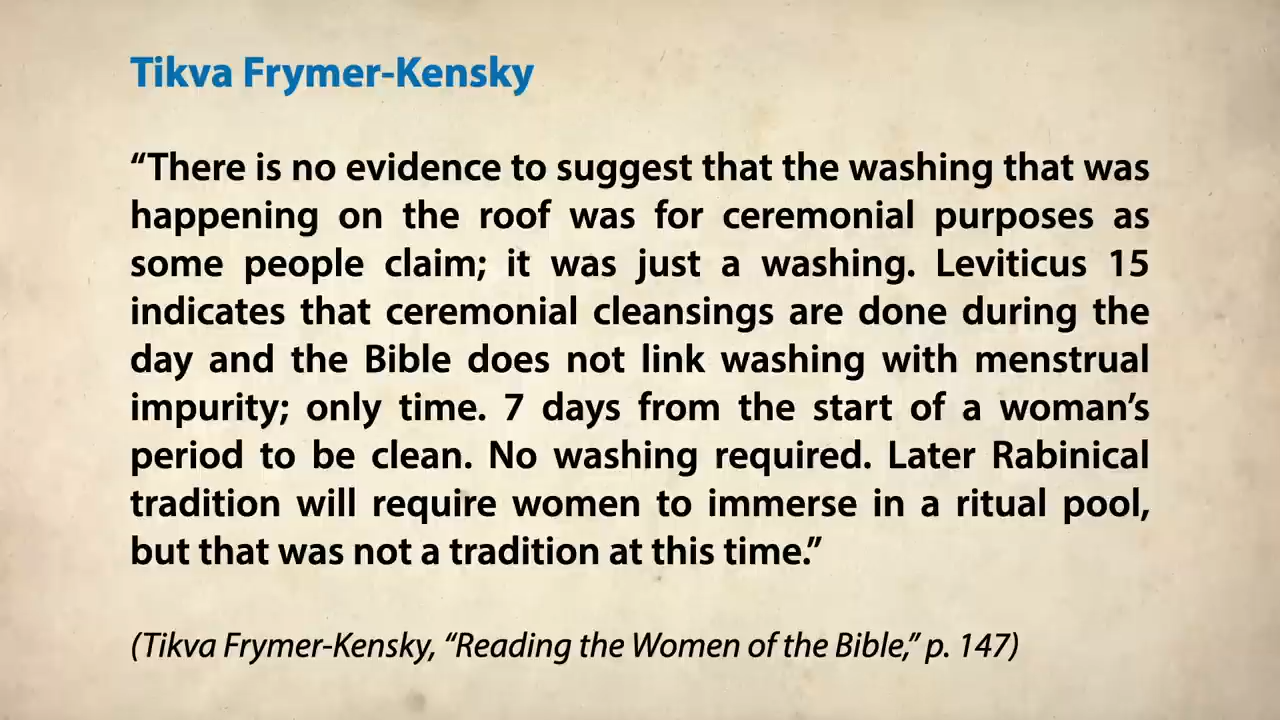 Tikva Frymer-Kensky
“There is no evidence to suggest that the washing that was
happening on the roof was for ceremonial purposes as
some people claim; it was just a washing. Leviticus 15
indicates that ceremonial cleansings are done during the
day and the Bible does not link washing with menstrual
impurity; only time. 7 days from the start of a woman’s
period to be clean. No washing required. Later Rabinical
tradition will require women to immerse in a ritual pool,
but that was not a tradition at this time.”
(Tikva Frymer-Kensky, “Reading the Women of the Bible,” p. 147)